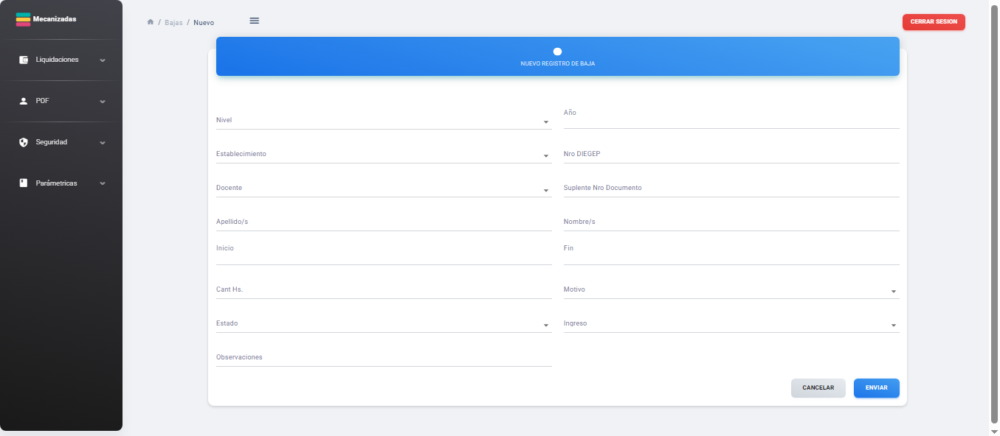 Mecanizadas
Liquidaciones
POF
Seguridad
Parámetricas
/ Bajas / Nuevo
CERRAR SESION
NUEVO REGISTRO DE BAJA
Nivel
Año
Establecimiento
Nro DIEGEP
Docente
Suplente Nro Documento
Apellido/s
Nombre/s
Inicio
Fin
Cant Hs.
Motivo
Estado
Ingreso
Observaciones
CANCELAR
ENVIAR